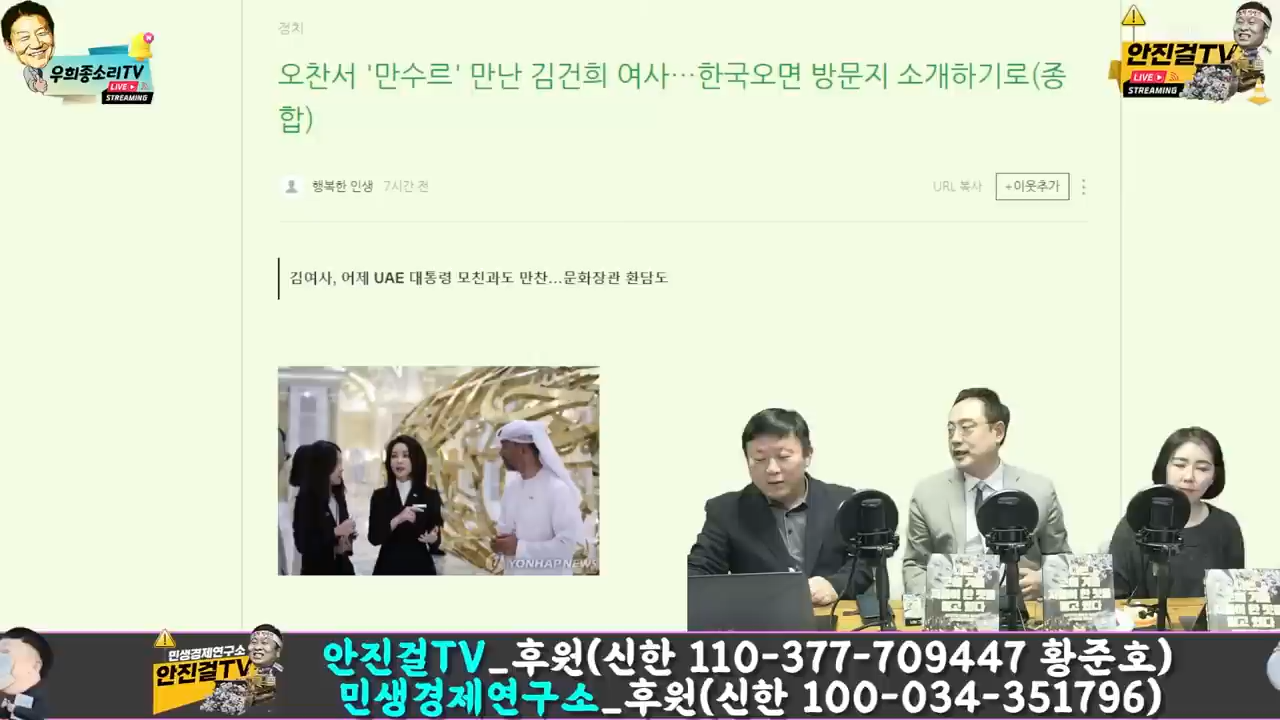 정치
우희종소리TV
LIVE
STREAMING
안진걸TV
LIVE
STREAMING
오찬서 '만수르' 만난 김건희 여사…한국오면 방문지 소개하기로(종
합)
행복한 인생 7시간 전
URL 복사 +이웃추가
김여사, 어제 UAE 대통령 모친과도 만찬...문화장관 환담도
YONHAP NEWS
민생경제연구소
안진걸TV
안진걸TV_후원(신한 110-377-709447 황준호)
민생경제연구소_후원(신한 100-034-351796)